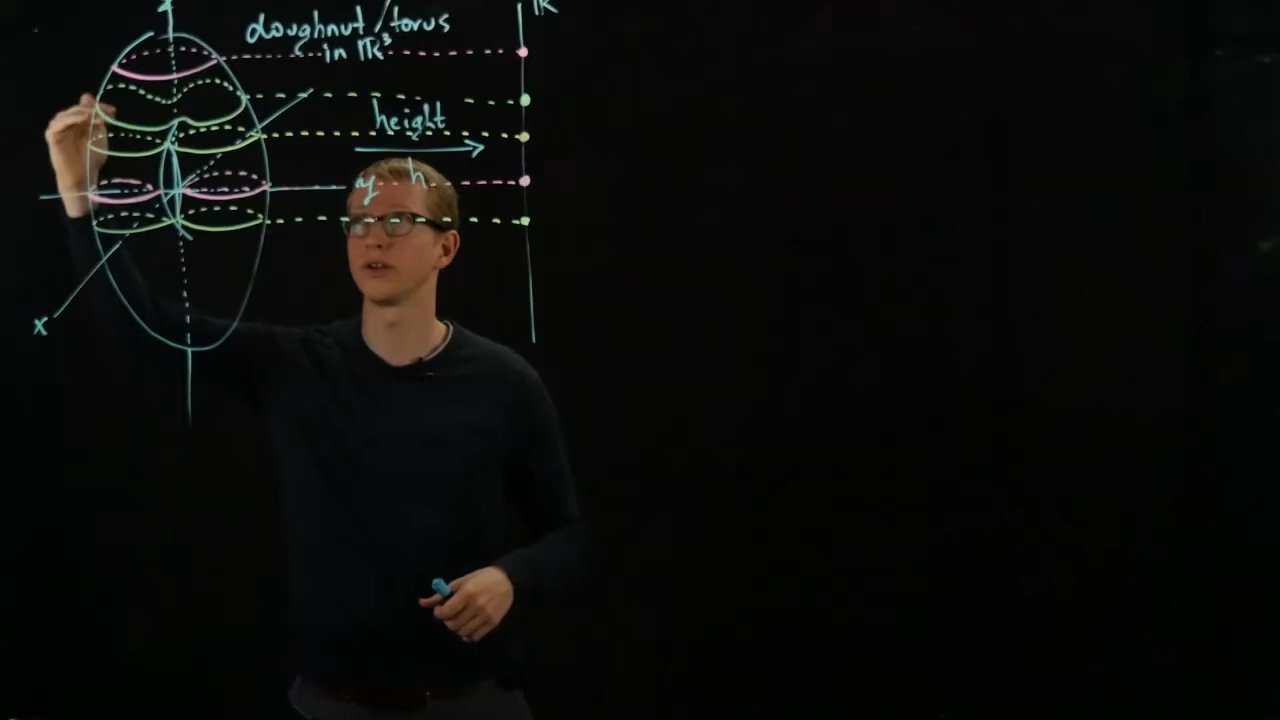 z
ℝ
doughnut / torus
in ℝ³
height
y
h
x